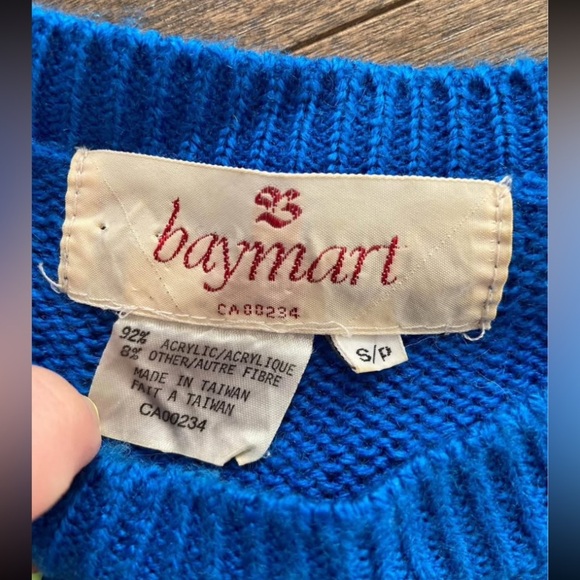 B
baymart
CA00234
92% ACRYLIC/ACRYLIQUE
8% OTHER/AUTRE FIBRE
MADE IN TAIWAN
FAIT A TAIWAN
CA00234
S/P